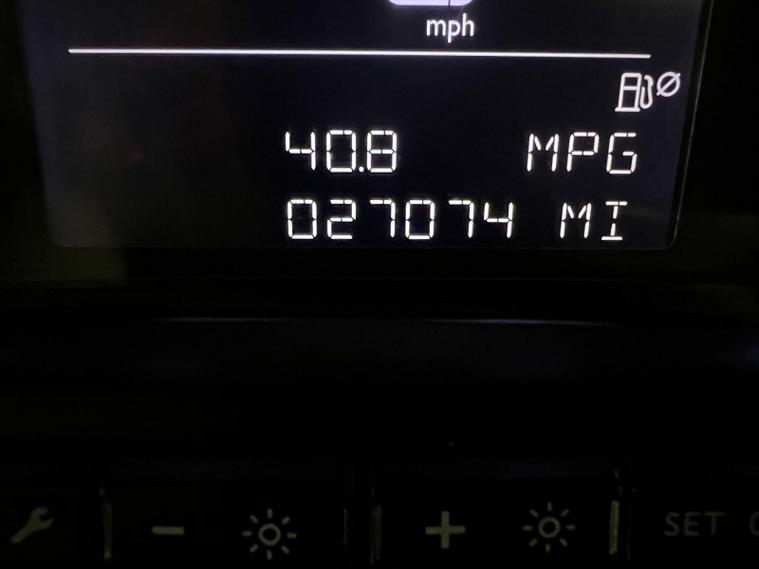 mph
40.8 MPG
027074 MI
- + SET